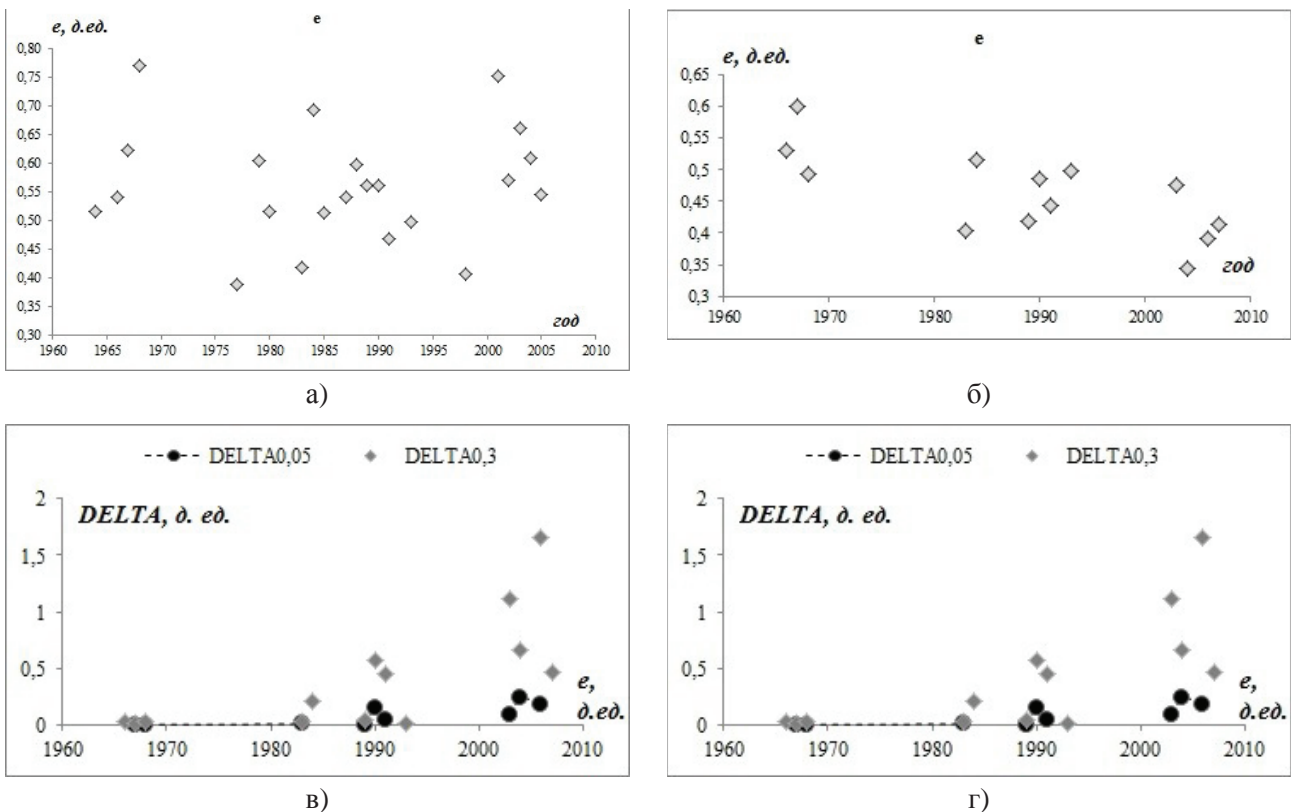 e
e, д.ед.
0,80
0,75
0,70
0,65
0,60
0,55
0,50
0,45
0,40
0,35
0,30
год
1960 1965 1970 1975 1980 1985 1990 1995 2000 2005 2010
а)
e
e, д.ед.
0,65
0,6
0,55
0,5
0,45
0,4
0,35
0,3
год
1960 1970 1980 1990 2000 2010
б)
DELTA0,05 DELTA0,3
DELTA, д. ед.
2
1,5
1
0,5
0
e,
д.ед.
1960 1970 1980 1990 2000 2010
в)
DELTA0,05 DELTA0,3
DELTA, д. ед.
2
1,5
1
0,5
0
e,
д.ед.
1960 1970 1980 1990 2000 2010
г)